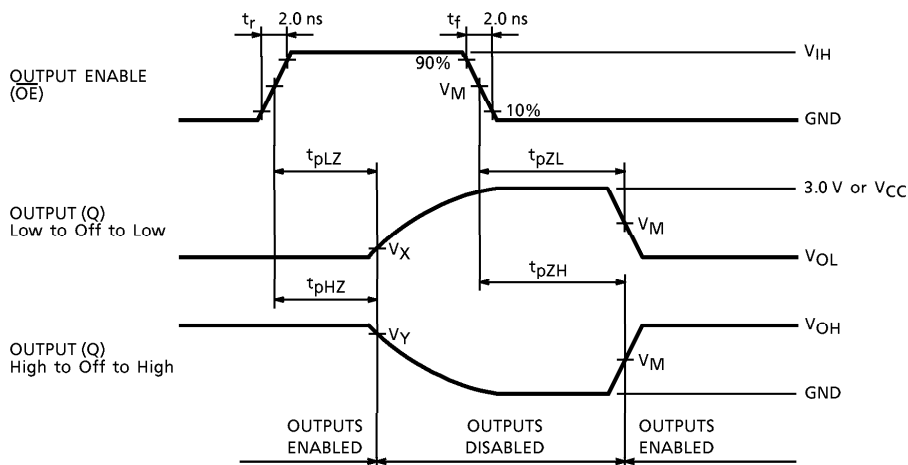 tr 2.0 ns
tf 2.0 ns
VIH
90%
OUTPUT ENABLE
(OE)
VM
10%
GND
tpLZ
tpZL
3.0 V or VCC
OUTPUT (Q)
Low to Off to Low
VM
VX
VOL
tpHZ
tpZH
VOH
VY
OUTPUT (Q)
High to Off to High
VM
GND
OUTPUTS
ENABLED
OUTPUTS
DISABLED
OUTPUTS
ENABLED